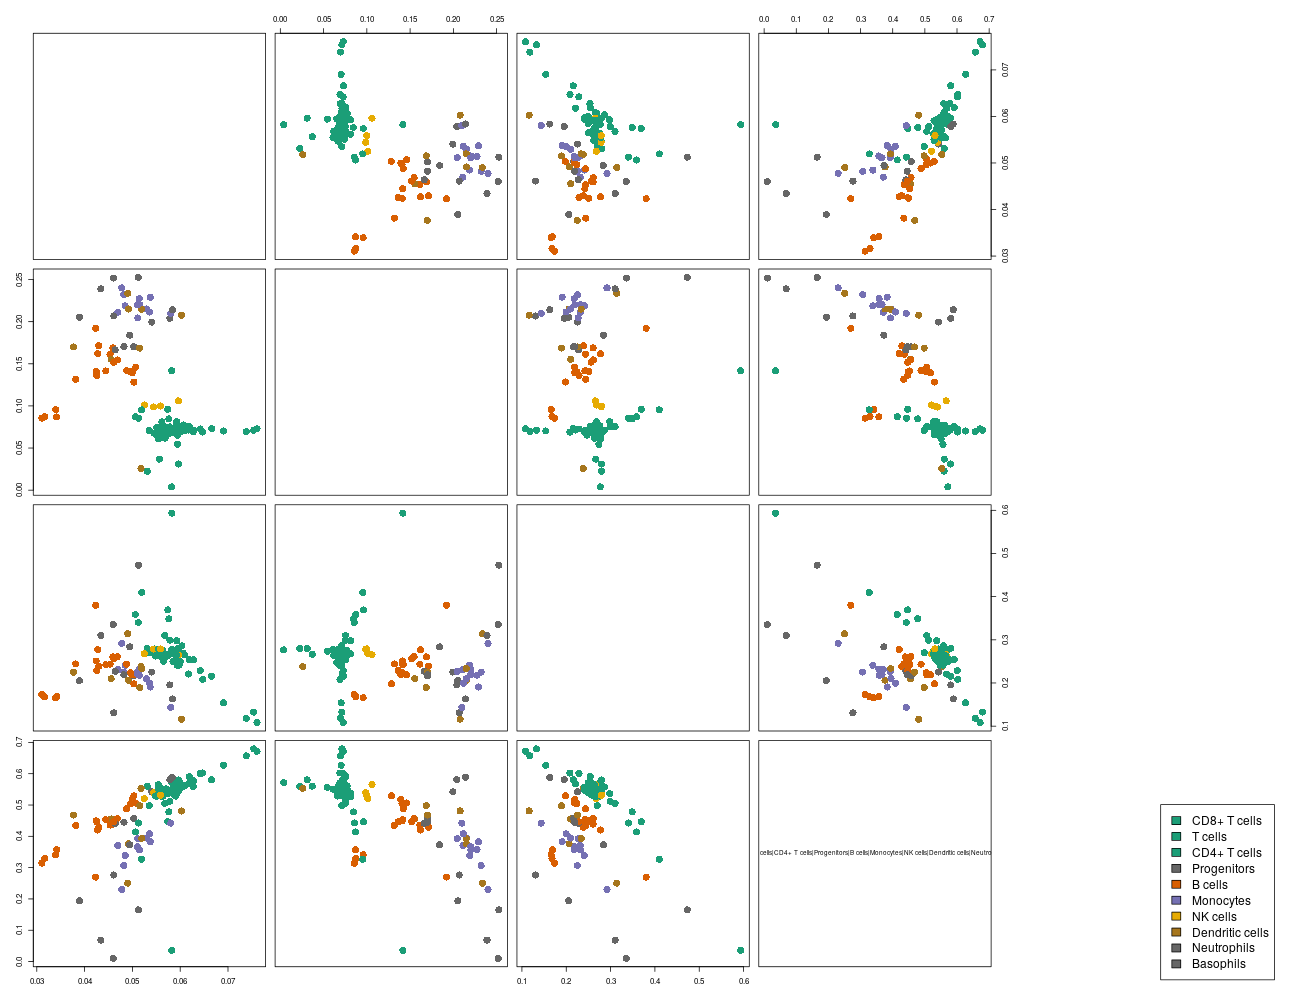 0.00 0.05 0.10 0.15 0.20 0.25
0.0 0.1 0.2 0.3 0.4 0.5 0.6 0.7
0.03 0.04 0.05 0.06 0.07
0.00 0.05 0.10 0.15 0.20 0.25
0.1 0.2 0.3 0.4 0.5 0.6
0.0 0.1 0.2 0.3 0.4 0.5 0.6 0.7
cells|CD4+ T cells|Progenitors|B cells|Monocytes|NK cells|Dendritic cells|Neutro
0.03 0.04 0.05 0.06 0.07
0.1 0.2 0.3 0.4 0.5 0.6
CD8+ T cells
T cells
CD4+ T cells
Progenitors
B cells
Monocytes
NK cells
Dendritic cells
Neutrophils
Basophils